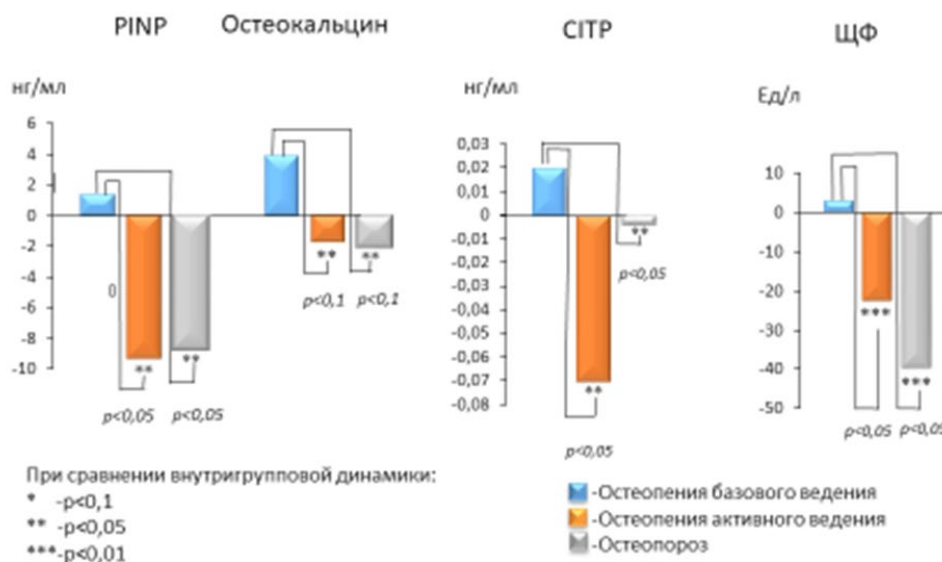 PINP Остеокальцин CITP ЩФ
нг/мл нг/мл Ед/л
6
4
2
0
-2
-4
-6
-8
-10
0
** ** ** **
p<0,05 p<0,05 p<0,1 p<0,1
0,03
0,02
0,01
0
-0,01
-0,02
-0,03
-0,04
-0,05
-0,06
-0,07
-0,08
** **
p<0,05
p<0,05
10
0
-10
-20
-30
-40
-50
*** ***
p<0,05 p<0,05
При сравнении внутригрупповой динамики:
* -p<0,1
** -p<0,05
***-p<0,01
-Остеопения базового ведения
-Остеопения активного ведения
-Остеопороз